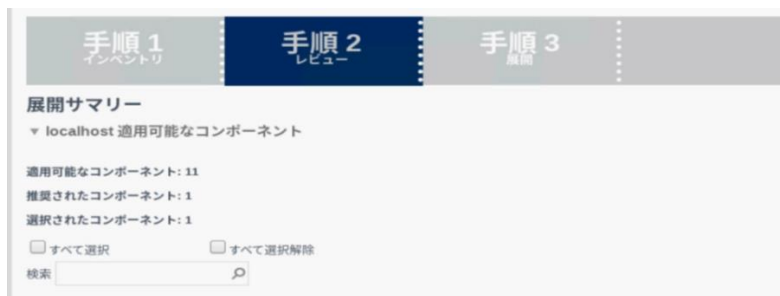 手順 1
インベントリ
手順 2
レビュー
手順 3
展開
展開サマリー
▼ localhost 適用可能なコンポーネント
適用可能なコンポーネント: 11
推奨されたコンポーネント: 1
選択されたコンポーネント: 1
すべて選択 すべて選択解除
検索